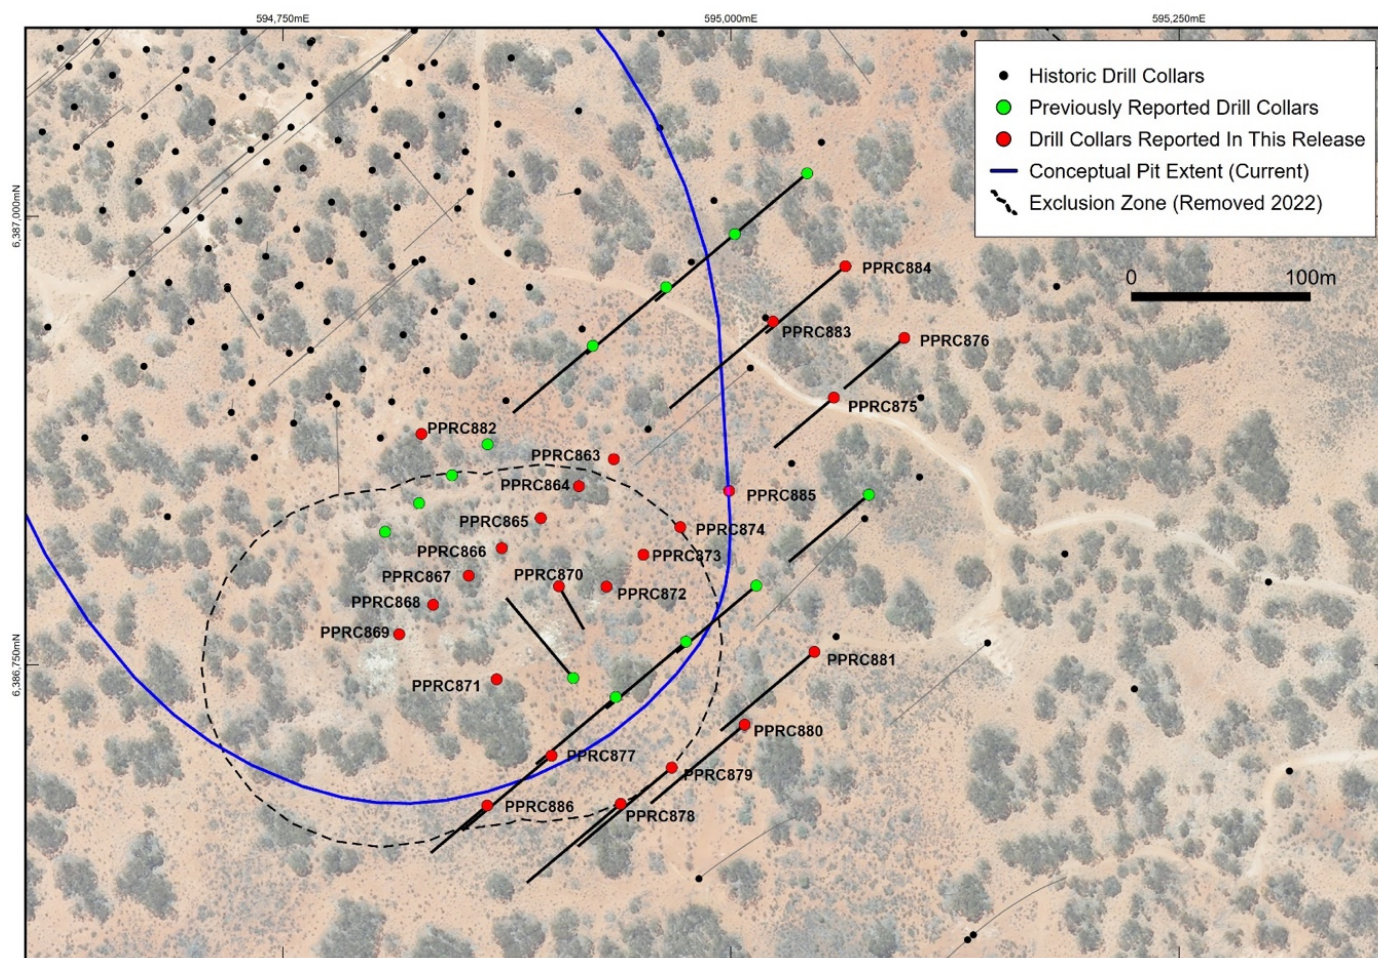 594,750mE
595,000mE
595,250mE
Historic Drill Collars
Previously Reported Drill Collars
Drill Collars Reported In This Release
Conceptual Pit Extent (Current)
Exclusion Zone (Removed 2022)
6,387,000mN
0 100m
PPRC884
PPRC883
PPRC876
PPRC875
PPRC882
PPRC863
PPRC864
PPRC885
PPRC865
PPRC874
PPRC866
PPRC873
PPRC867
PPRC870
PPRC872
PPRC868
PPRC869
6,386,750mN
PPRC881
PPRC871
PPRC880
PPRC877
PPRC879
PPRC886
PPRC878